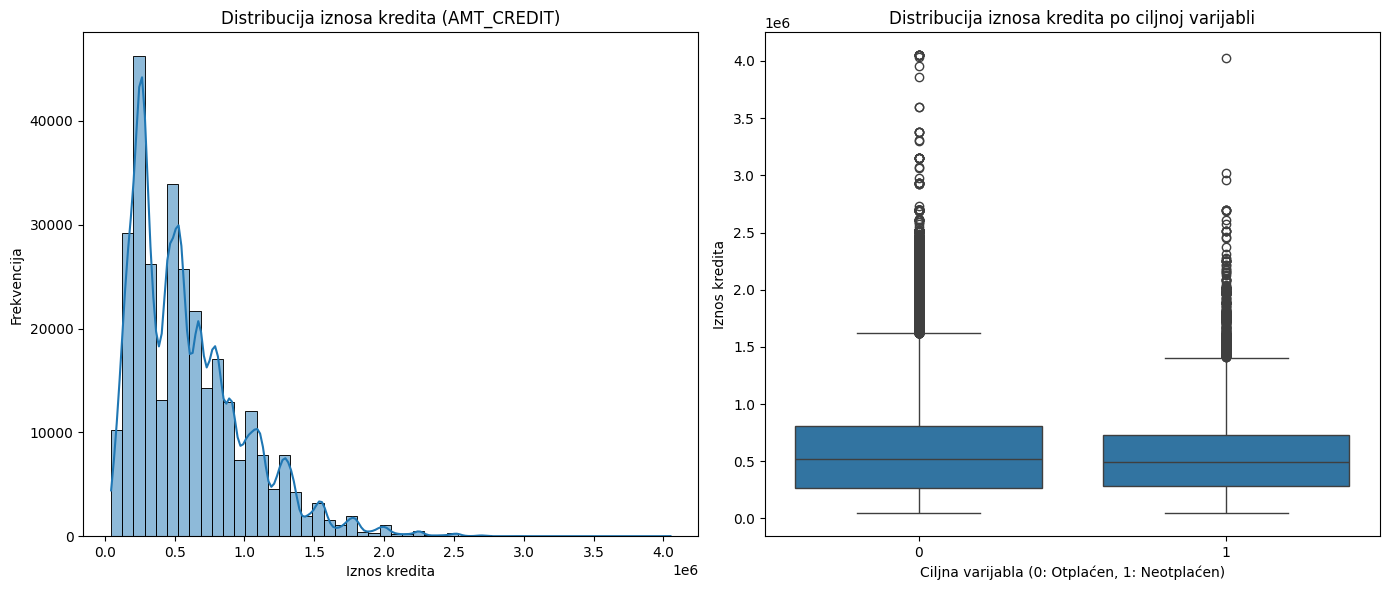 Distribucija iznosa kredita (AMT_CREDIT)
Frekvencija
40000
30000
20000
10000
0
0.0 0.5 1.0 1.5 2.0 2.5 3.0 3.5 4.0
1e6
Iznos kredita
Distribucija iznosa kredita po ciljnoj varijabli
1e6
Iznos kredita
4.0
3.5
3.0
2.5
2.0
1.5
1.0
0.5
0.0
0 1
Ciljna varijabla (0: Otplaćen, 1: Neotplaćen)